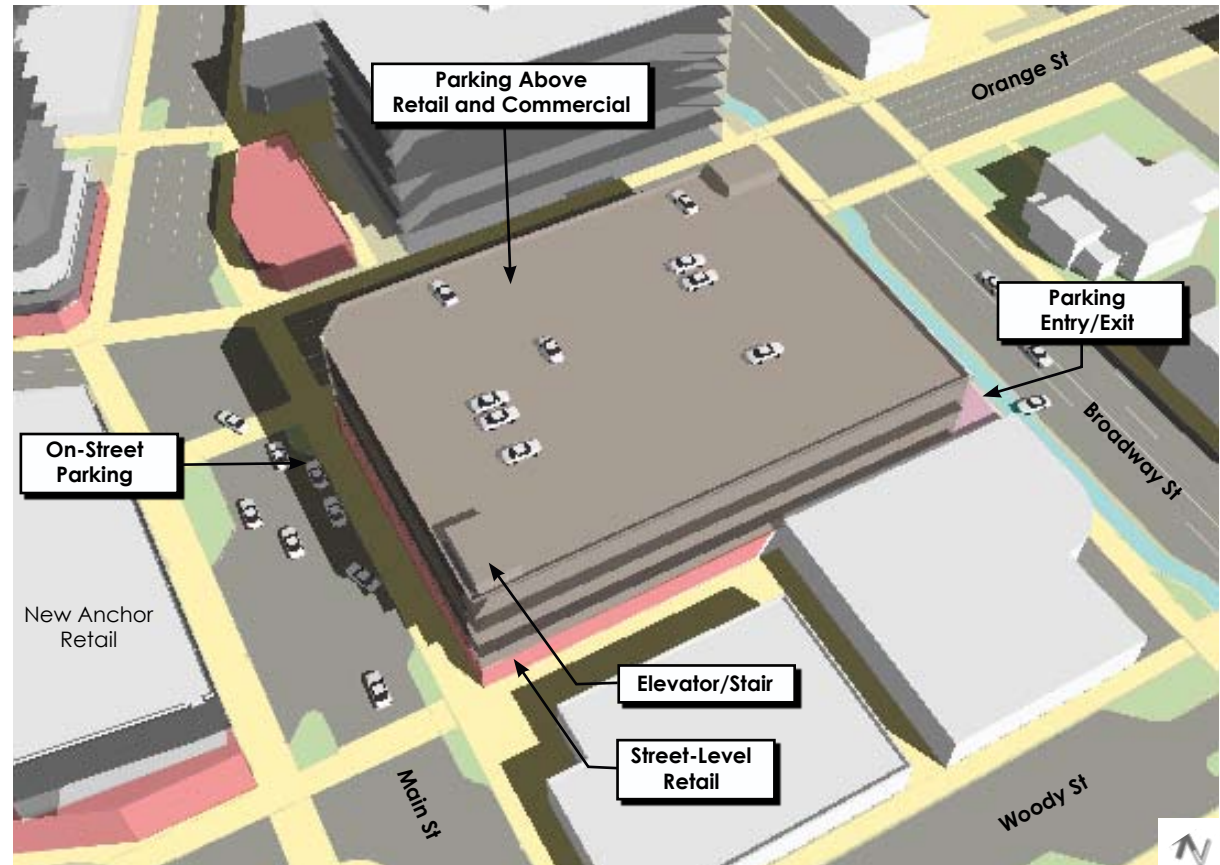 Orange St
Parking Above
Retail and Commercial
Parking
Entry/Exit
On-Street
Parking
Broadway St
New Anchor
Retail
Elevator/Stair
Street-Level
Retail
Main St
Woody St
N